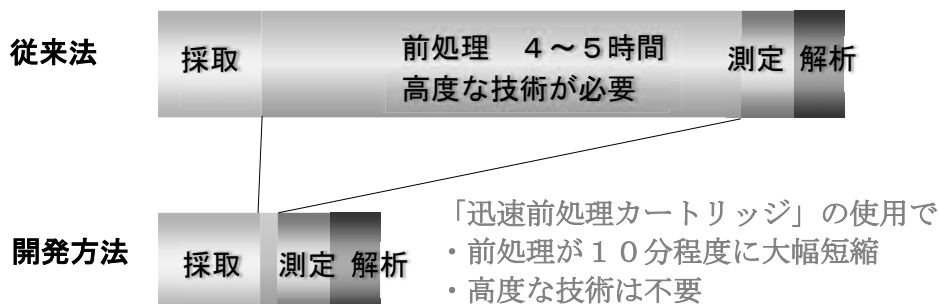 従来法
採取
前処理 4～5時間
高度な技術が必要
測定 解析
開発方法
採取
測定 解析
「迅速前処理カートリッジ」の使用で
・前処理が１０分程度に大幅短縮
・高度な技術は不要